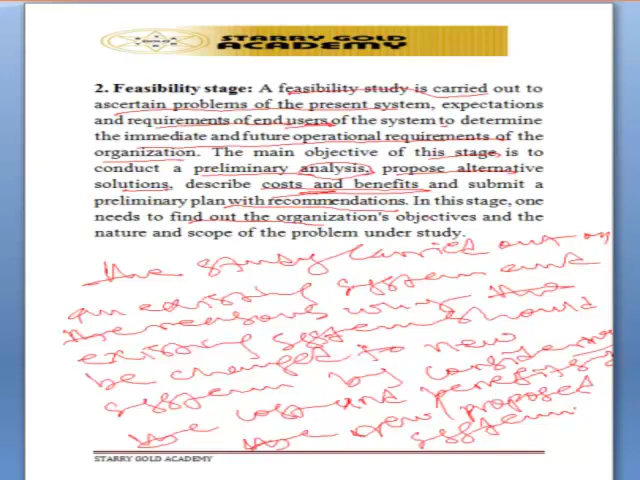 STARRY GOLD
ACADEMY
2. Feasibility stage: A feasibility study is carried out to
ascertain problems of the present system, expectations
and requirements of end users of the system to determine
the immediate and future operational requirements of the
organization. The main objective of this stage, is to
conduct a preliminary analysis, propose alternative
solutions, describe costs and benefits and submit a
preliminary plan with recommendations. In this stage, one
needs to find out the organization's objectives and the
nature and scope of the problem under study.
the study carried out on
an existing system and
the reasons why the
existing system should
be changed to new
system by considering
the cost and benefits of
the new / proposed
system
STARRY GOLD ACADEMY